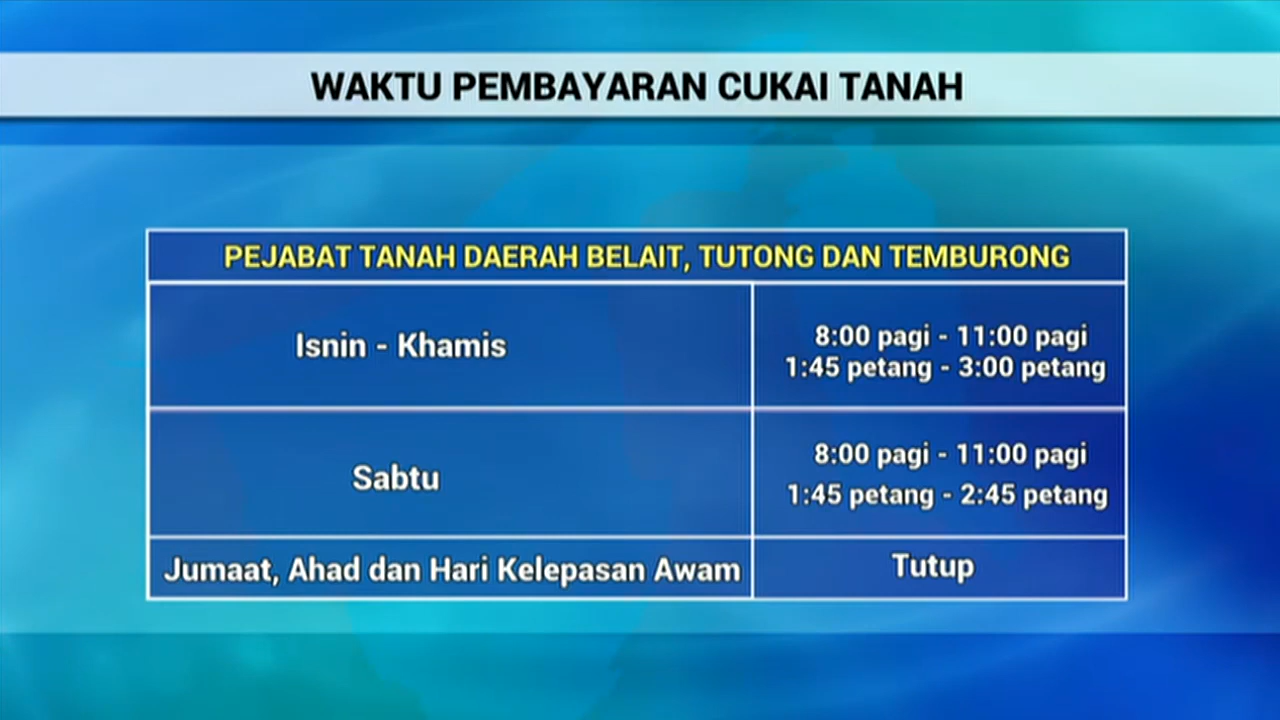 WAKTU PEMBAYARAN CUKAI TANAH
PEJABAT TANAH DAERAH BELAIT, TUTONG DAN TEMBURONG
Isnin - Khamis
8:00 pagi - 11:00 pagi
1:45 petang - 3:00 petang
Sabtu
8:00 pagi - 11:00 pagi
1:45 petang - 2:45 petang
Jumaat, Ahad dan Hari Kelepasan Awam
Tutup